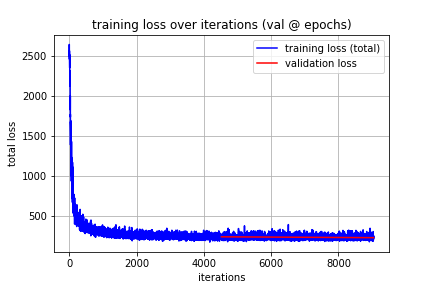 training loss over iterations (val @ epochs)
training loss (total)
validation loss
total loss
2500
2000
1500
1000
500
0
2000
4000
6000
8000
iterations